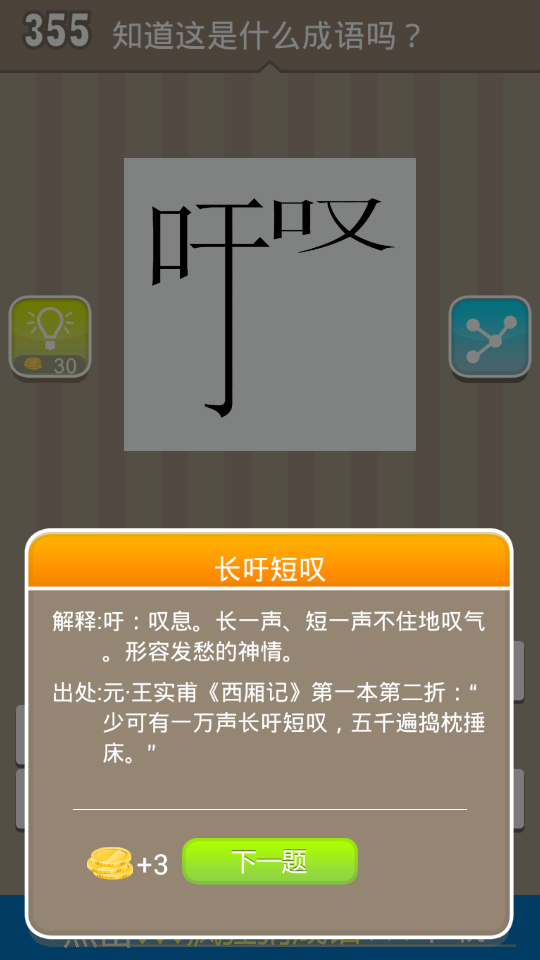 355 知道这是什么成语吗？
吁叹
30
长吁短叹
解释:吁：叹息。长一声、短一声不住地叹气
。形容发愁的神情。
出处:元·王实甫《西厢记》第一本第二折：“
少可有一万声长吁短叹，五千遍捣枕捶
床。”
+3 下一题